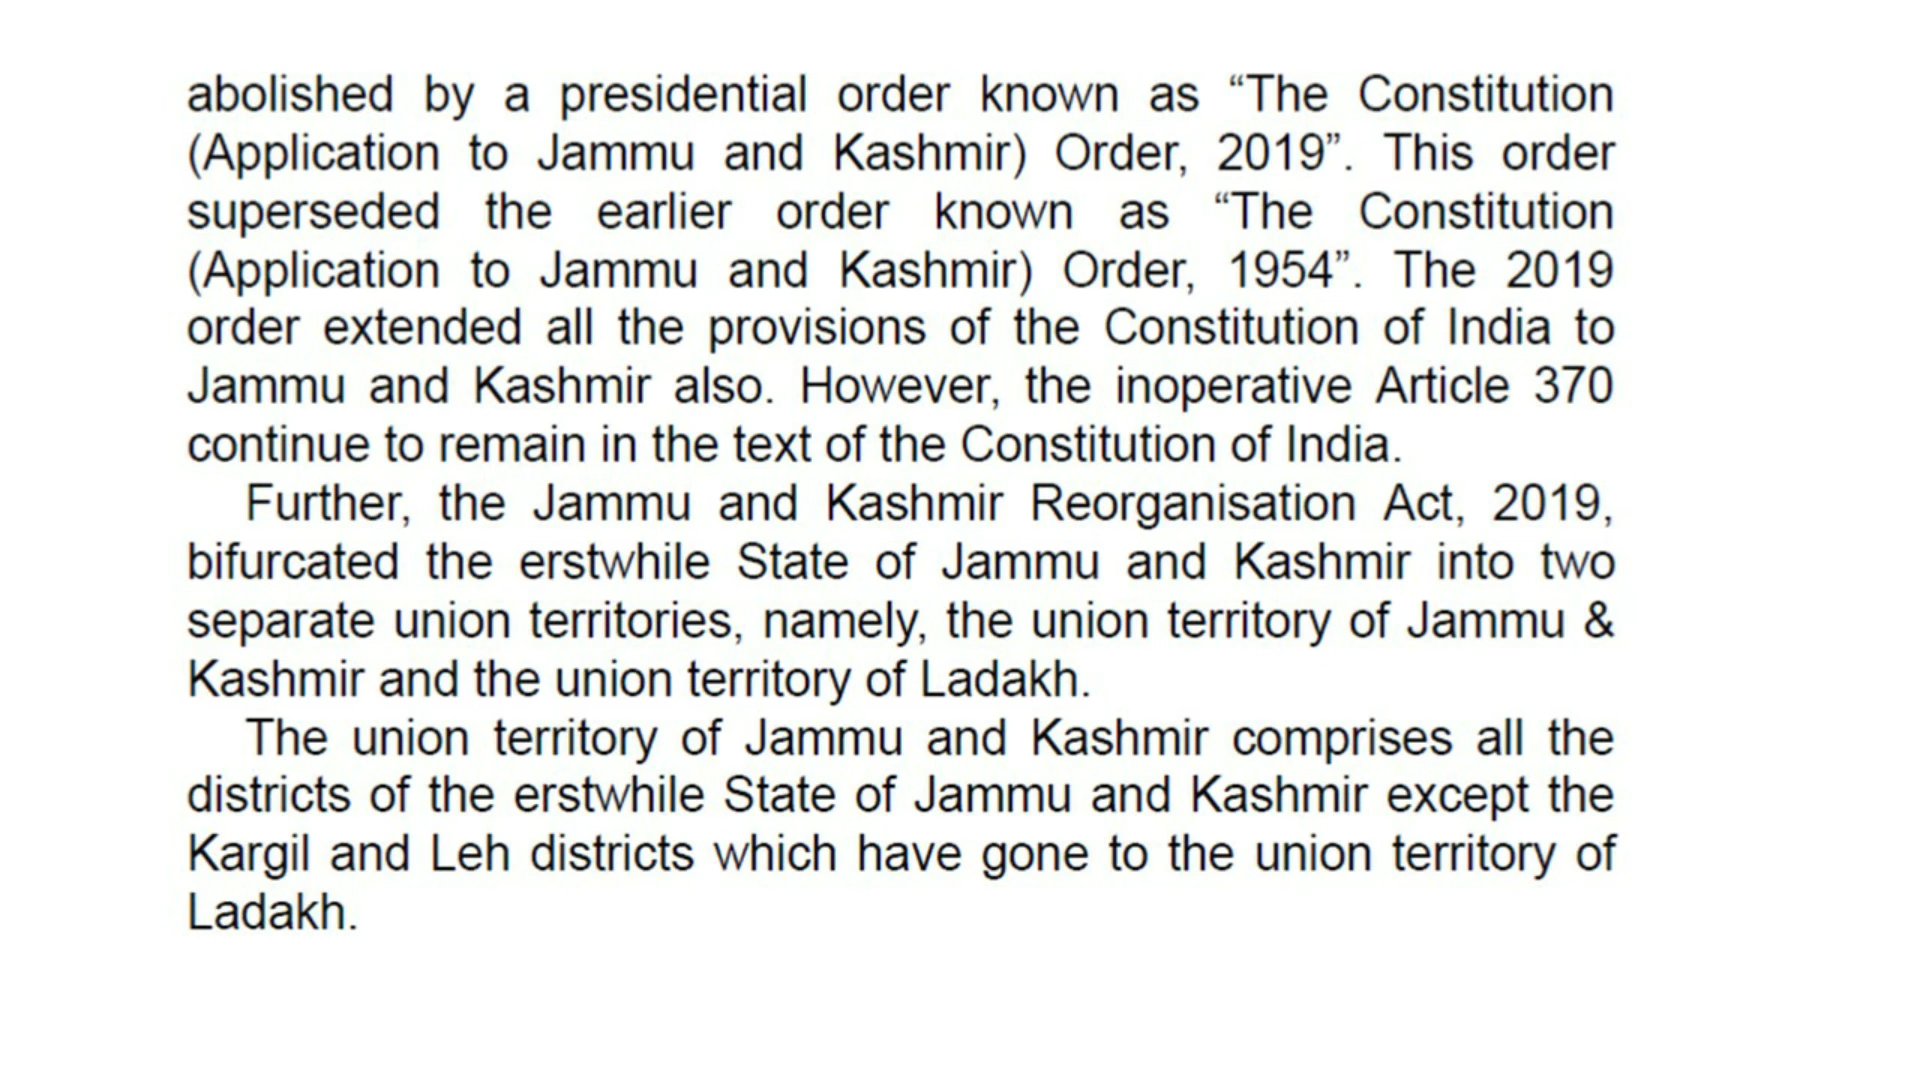 abolished by a presidential order known as “The Constitution
(Application to Jammu and Kashmir) Order, 2019”. This order
superseded the earlier order known as “The Constitution
(Application to Jammu and Kashmir) Order, 1954”. The 2019
order extended all the provisions of the Constitution of India to
Jammu and Kashmir also. However, the inoperative Article 370
continue to remain in the text of the Constitution of India.
Further, the Jammu and Kashmir Reorganisation Act, 2019,
bifurcated the erstwhile State of Jammu and Kashmir into two
separate union territories, namely, the union territory of Jammu &
Kashmir and the union territory of Ladakh.
The union territory of Jammu and Kashmir comprises all the
districts of the erstwhile State of Jammu and Kashmir except the
Kargil and Leh districts which have gone to the union territory of
Ladakh.